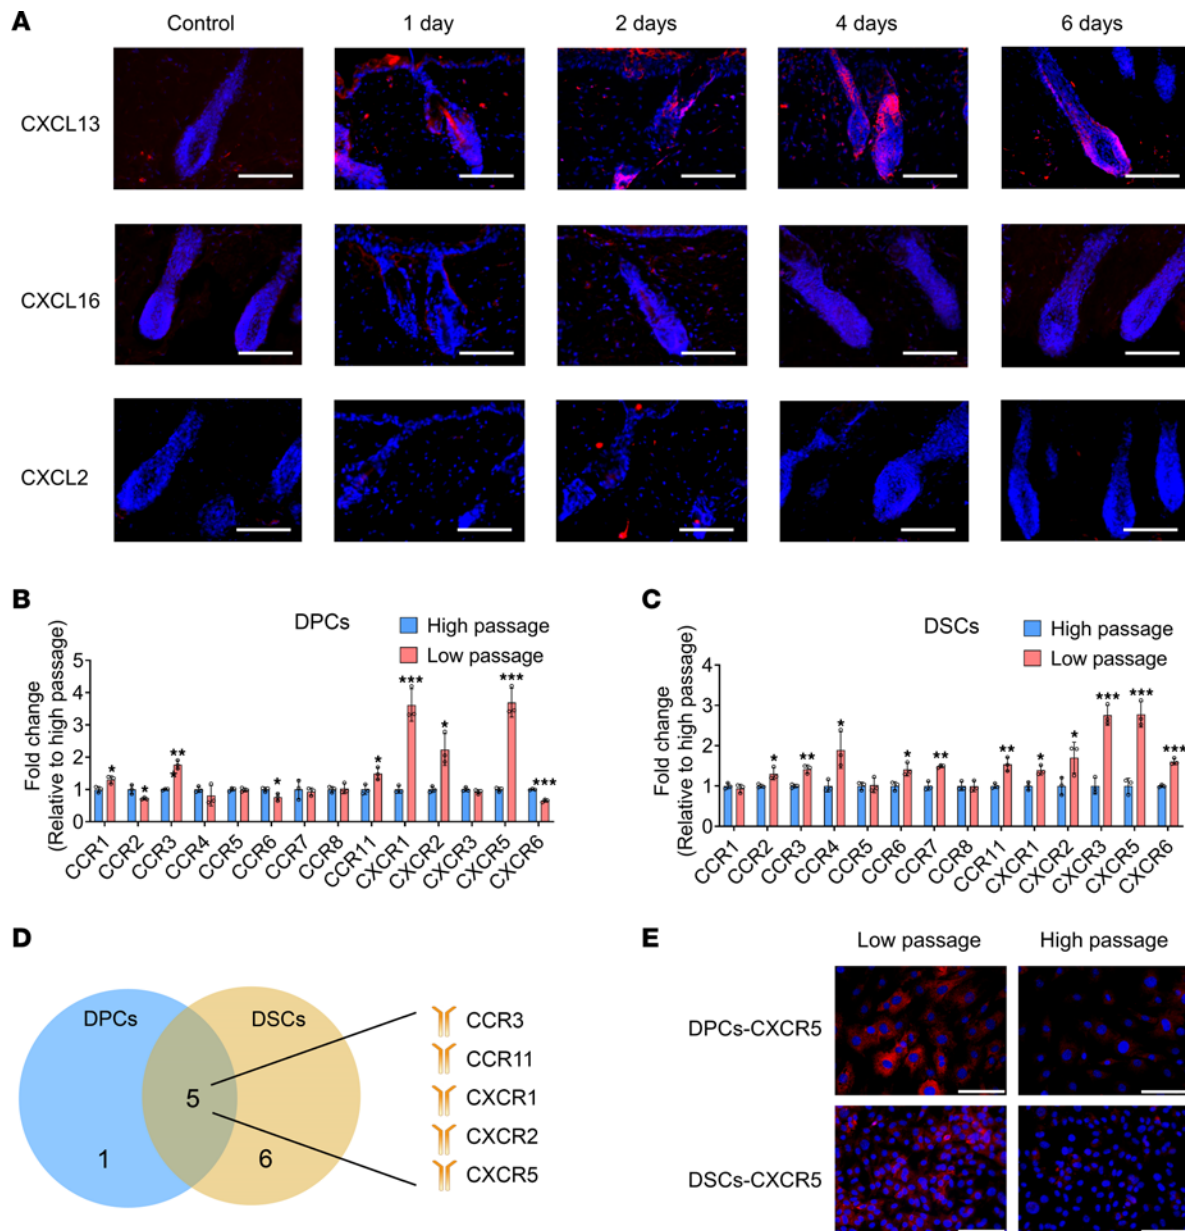 A
Control
1 day
2 days
4 days
6 days
CXCL13
CXCL16
CXCL2
B
DPCs
High passage
Low passage
Fold change
(Relative to high passage)
5
4
3
2
1
0
*
*
**
*
*
*
***
*
***
***
CCR1
CCR2
CCR3
CCR4
CCR5
CCR6
CCR7
CCR8
CCR11
CXCR1
CXCR2
CXCR3
CXCR5
CXCR6
C
DSCs
High passage
Low passage
Fold change
(Relative to high passage)
4
3
2
1
0
*
**
*
*
**
**
*
*
***
***
***
CCR1
CCR2
CCR3
CCR4
CCR5
CCR6
CCR7
CCR8
CCR11
CXCR1
CXCR2
CXCR3
CXCR5
CXCR6
D
DPCs
DSCs
5
1
6
CCR3
CCR11
CXCR1
CXCR2
CXCR5
E
Low passage
High passage
DPCs-CXCR5
DSCs-CXCR5